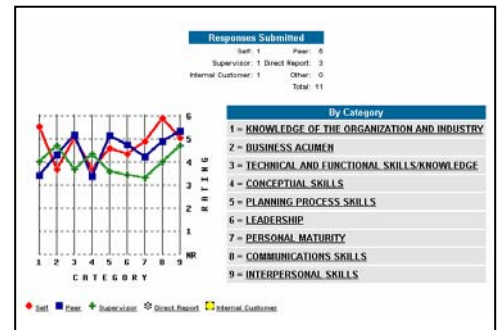 Responses Submitted
Self: 1 Peer: 6
Supervisor: 1 Direct Report: 3
Internal Customer: 1 Other: 0
Total: 11
By Category
1 = KNOWLEDGE OF THE ORGANIZATION AND INDUSTRY
2 = BUSINESS ACUMEN
3 = TECHNICAL AND FUNCTIONAL SKILLS/KNOWLEDGE
4 = CONCEPTUAL SKILLS
5 = PLANNING PROCESS SKILLS
6 = LEADERSHIP
7 = PERSONAL MATURITY
8 = COMMUNICATIONS SKILLS
9 = INTERPERSONAL SKILLS
6
5
4
3
2
1
NR
RATING
1 2 3 4 5 6 7 8 9
CATEGORY
Self Peer Supervisor Direct Report Internal Customer